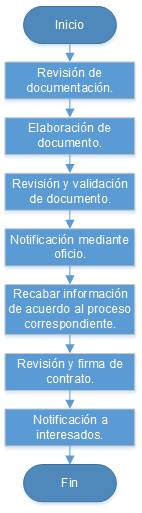 Inicio
Revisión de
documentación.
Elaboración de
documento.
Revisión y validación
de documento.
Notificación mediante
oficio.
Recabar información
de acuerdo al proceso
correspondiente.
Revisión y firma de
contrato.
Notificación a
interesados.
Fin